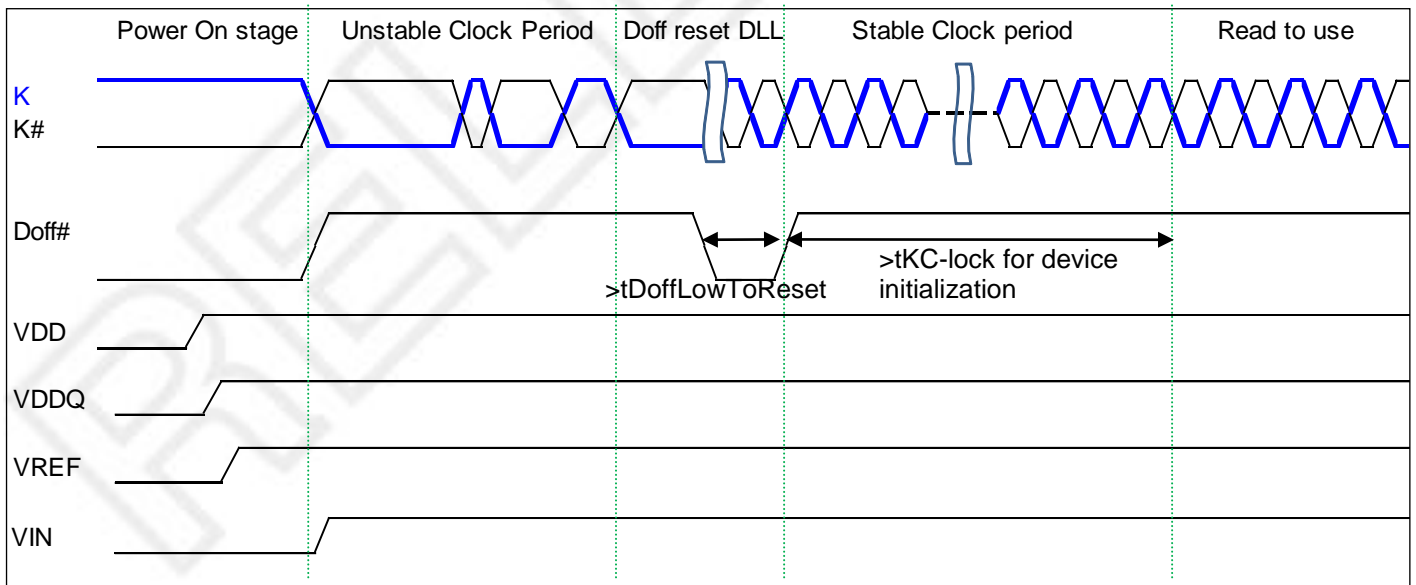 Power On stage
Unstable Clock Period
Doff reset DLL
Stable Clock period
Read to use
K
K#
Doff#
>tDoffLowToReset
>tKC-lock for device
initialization
VDD
VDDQ
VREF
VIN